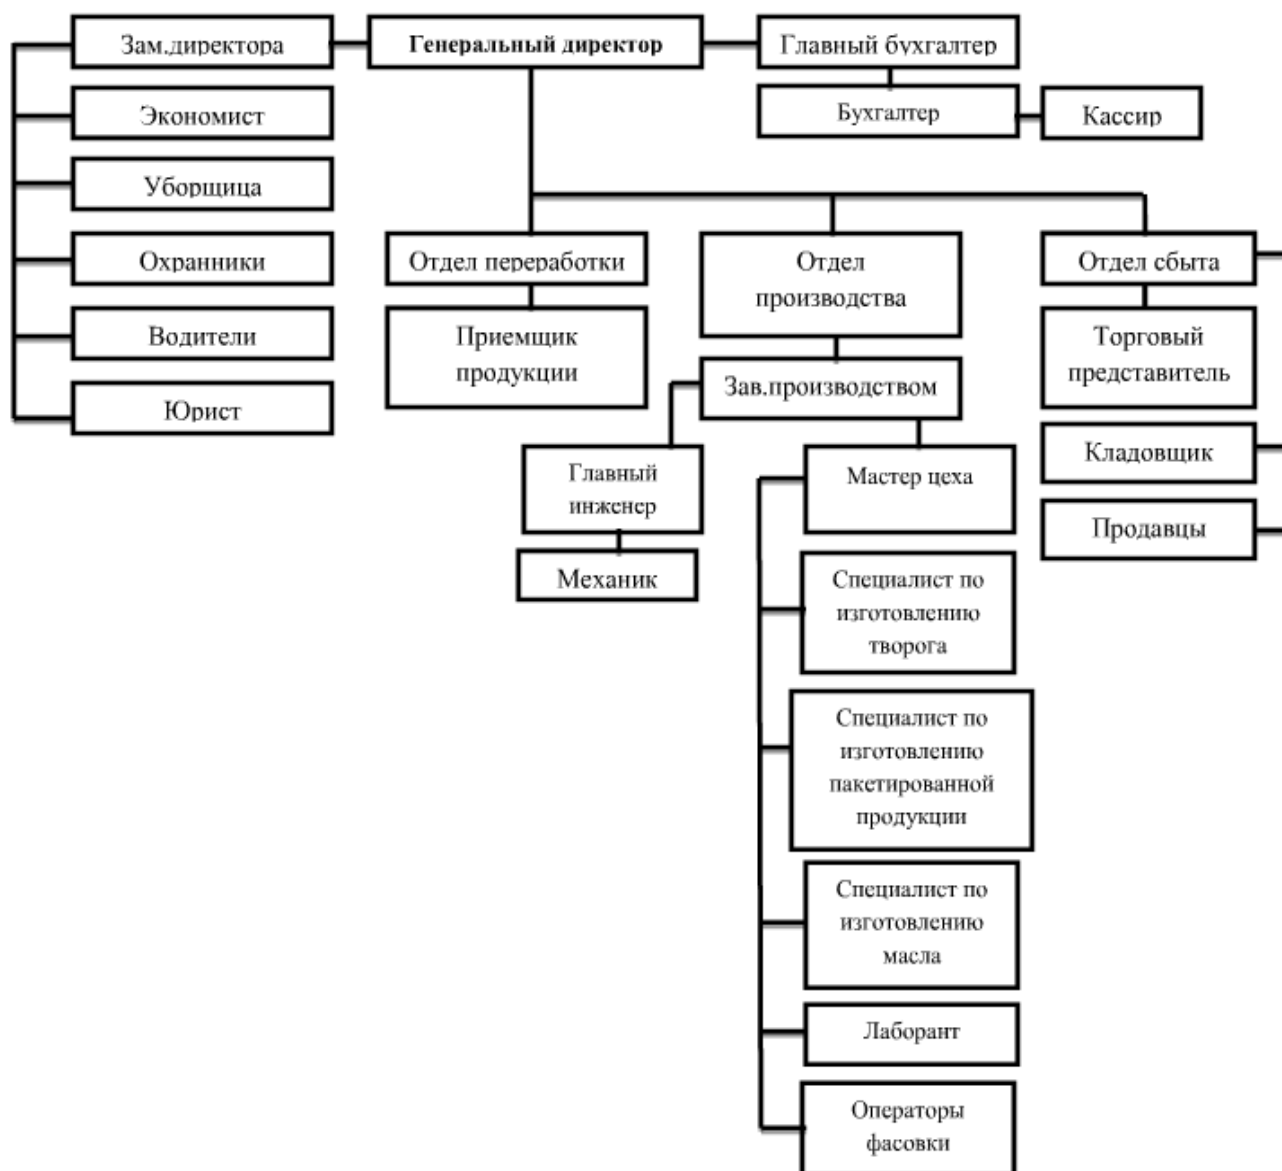 Зам.директора
Генеральный директор
Главный бухгалтер
Экономист
Бухгалтер
Кассир
Уборщица
Охранники
Отдел переработки
Отдел
производства
Отдел сбыта
Водители
Приемщик
продукции
Торговый
представитель
Юрист
Зав.производством
Кладовщик
Главный
инженер
Мастер цеха
Продавцы
Механик
Специалист по
изготовлению
творога
Специалист по
изготовлению
пакетированной
продукции
Специалист по
изготовлению
масла
Лаборант
Операторы
фасовки